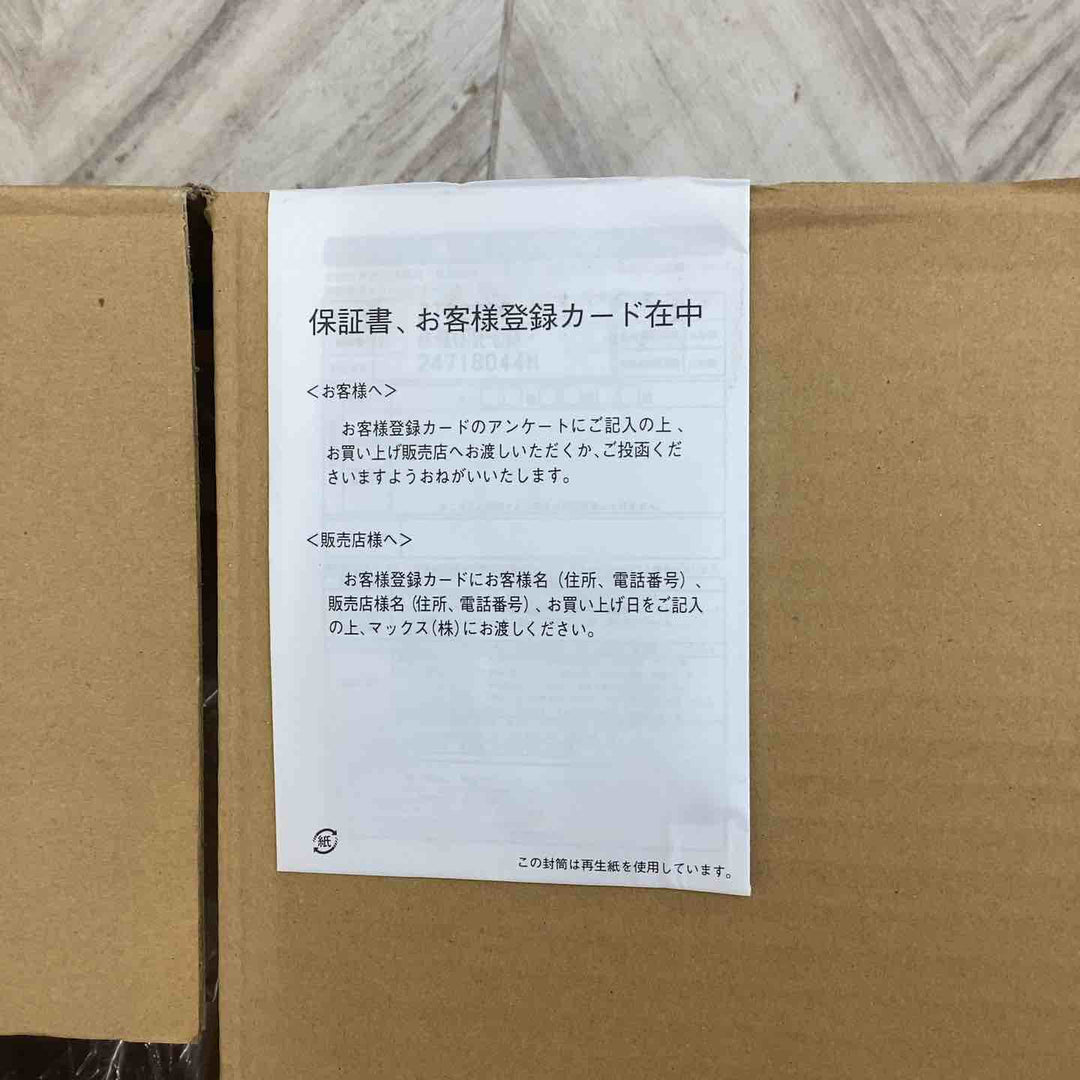 保証書、お客様登録カード在中
24718044M
＜お客様へ＞
お客様登録カードのアンケートにご記入の上、
お買い上げ販売店へお渡しいただくか、ご投函くだ
さいますようおねがいいたします。
＜販売店様へ＞
お客様登録カードにお客様名（住所、電話番号）、
販売店様名（住所、電話番号）、お買い上げ日をご記入
の上、マックス（株）にお渡しください。
紙
この封筒は再生紙を使用しています。